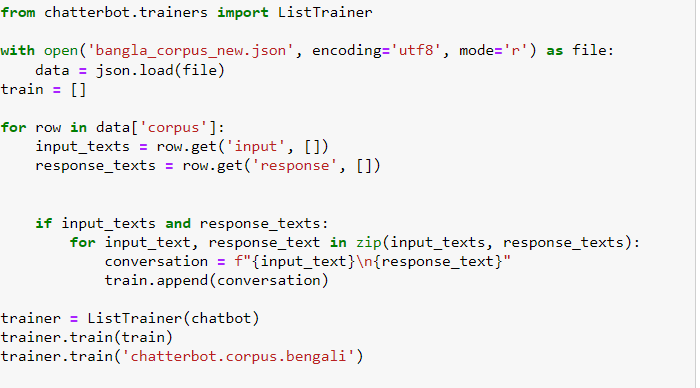 from chatterbot.trainers import ListTrainer
with open('bangla_corpus_new.json', encoding='utf8', mode='r') as file:
    data = json.load(file)
train = []
for row in data['corpus']:
    input_texts = row.get('input', [])
    response_texts = row.get('response', [])
    if input_texts and response_texts:
        for input_text, response_text in zip(input_texts, response_texts):
            conversation = f"{input_text}\n{response_text}"
            train.append(conversation)
trainer = ListTrainer(chatbot)
trainer.train(train)
trainer.train('chatterbot.corpus.bengali')